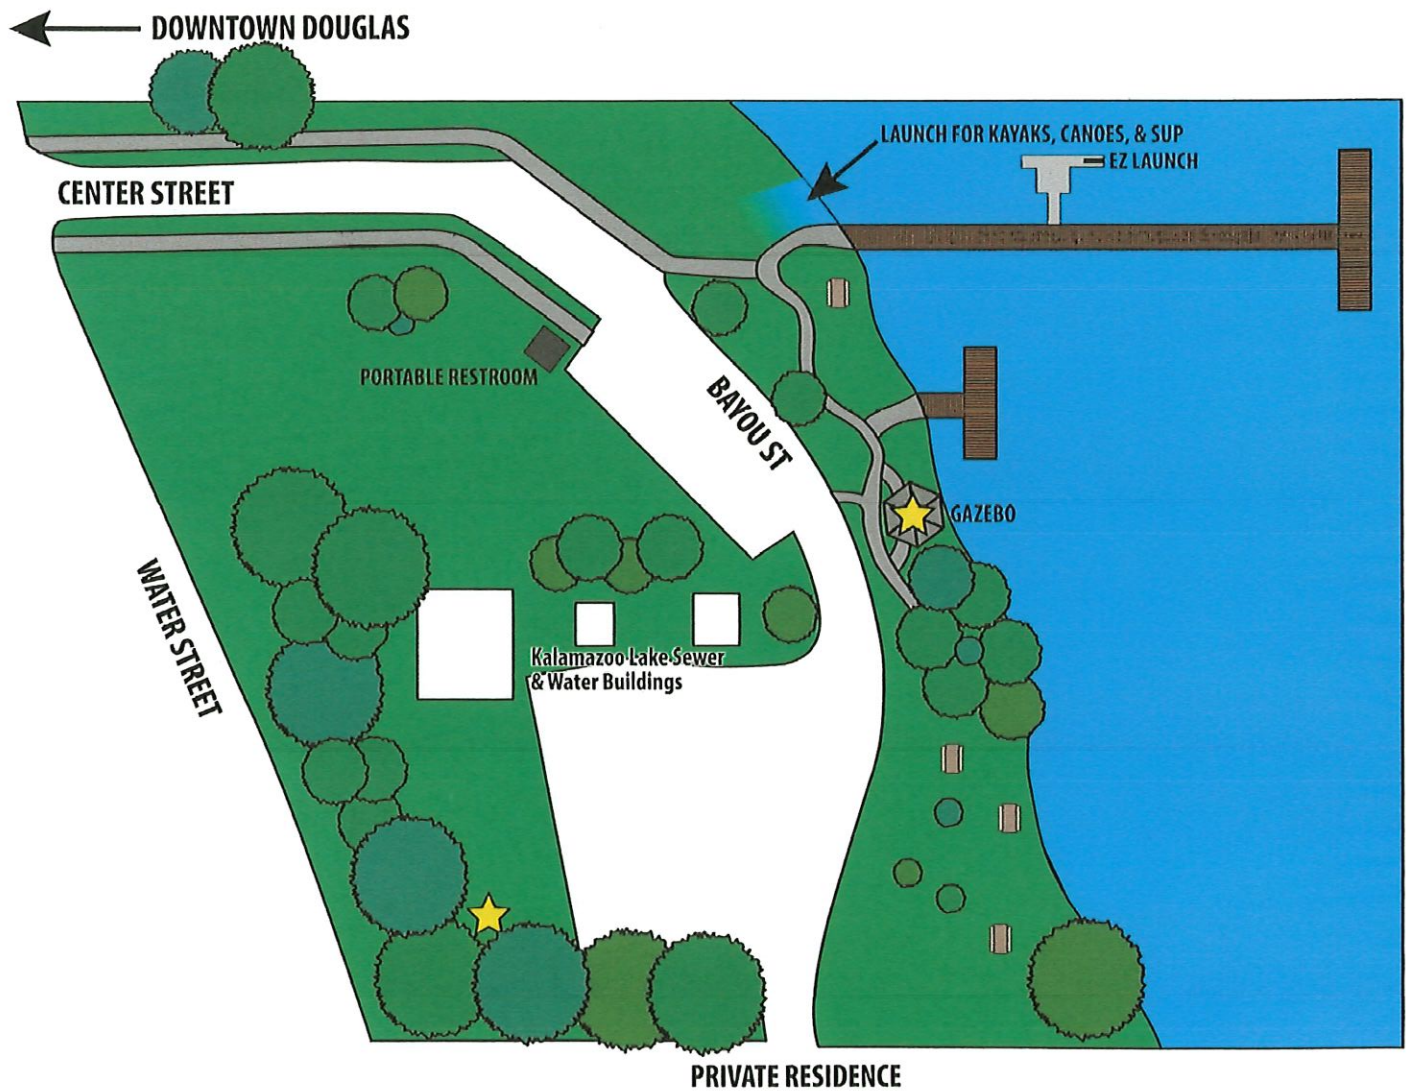 DOWNTOWN DOUGLAS
LAUNCH FOR KAYAKS, CANOES, & SUP
EZ LAUNCH
CENTER STREET
PORTABLE RESTROOM
BAYOU ST
GAZEBO
WATER STREET
Kalamazoo Lake Sewer
& Water Buildings
PRIVATE RESIDENCE